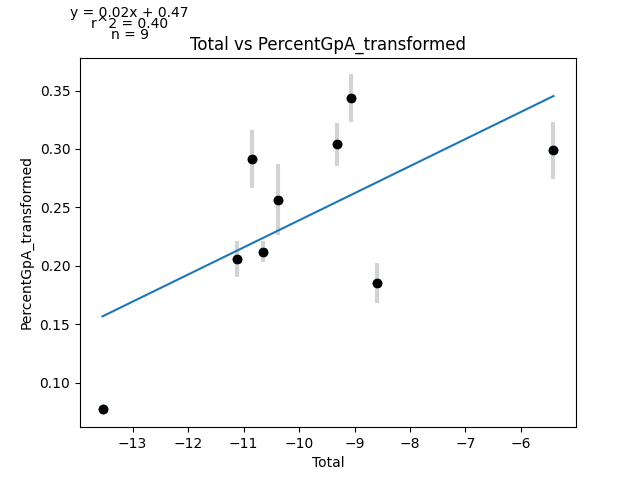 y = 0.02x + 0.47
r^2 = 0.40
n = 9
Total vs PercentGpA_transformed
0.35
0.30
0.25
0.20
0.15
0.10
PercentGpA_transformed
−13
−12
−11
−10
−9
−8
−7
−6
Total